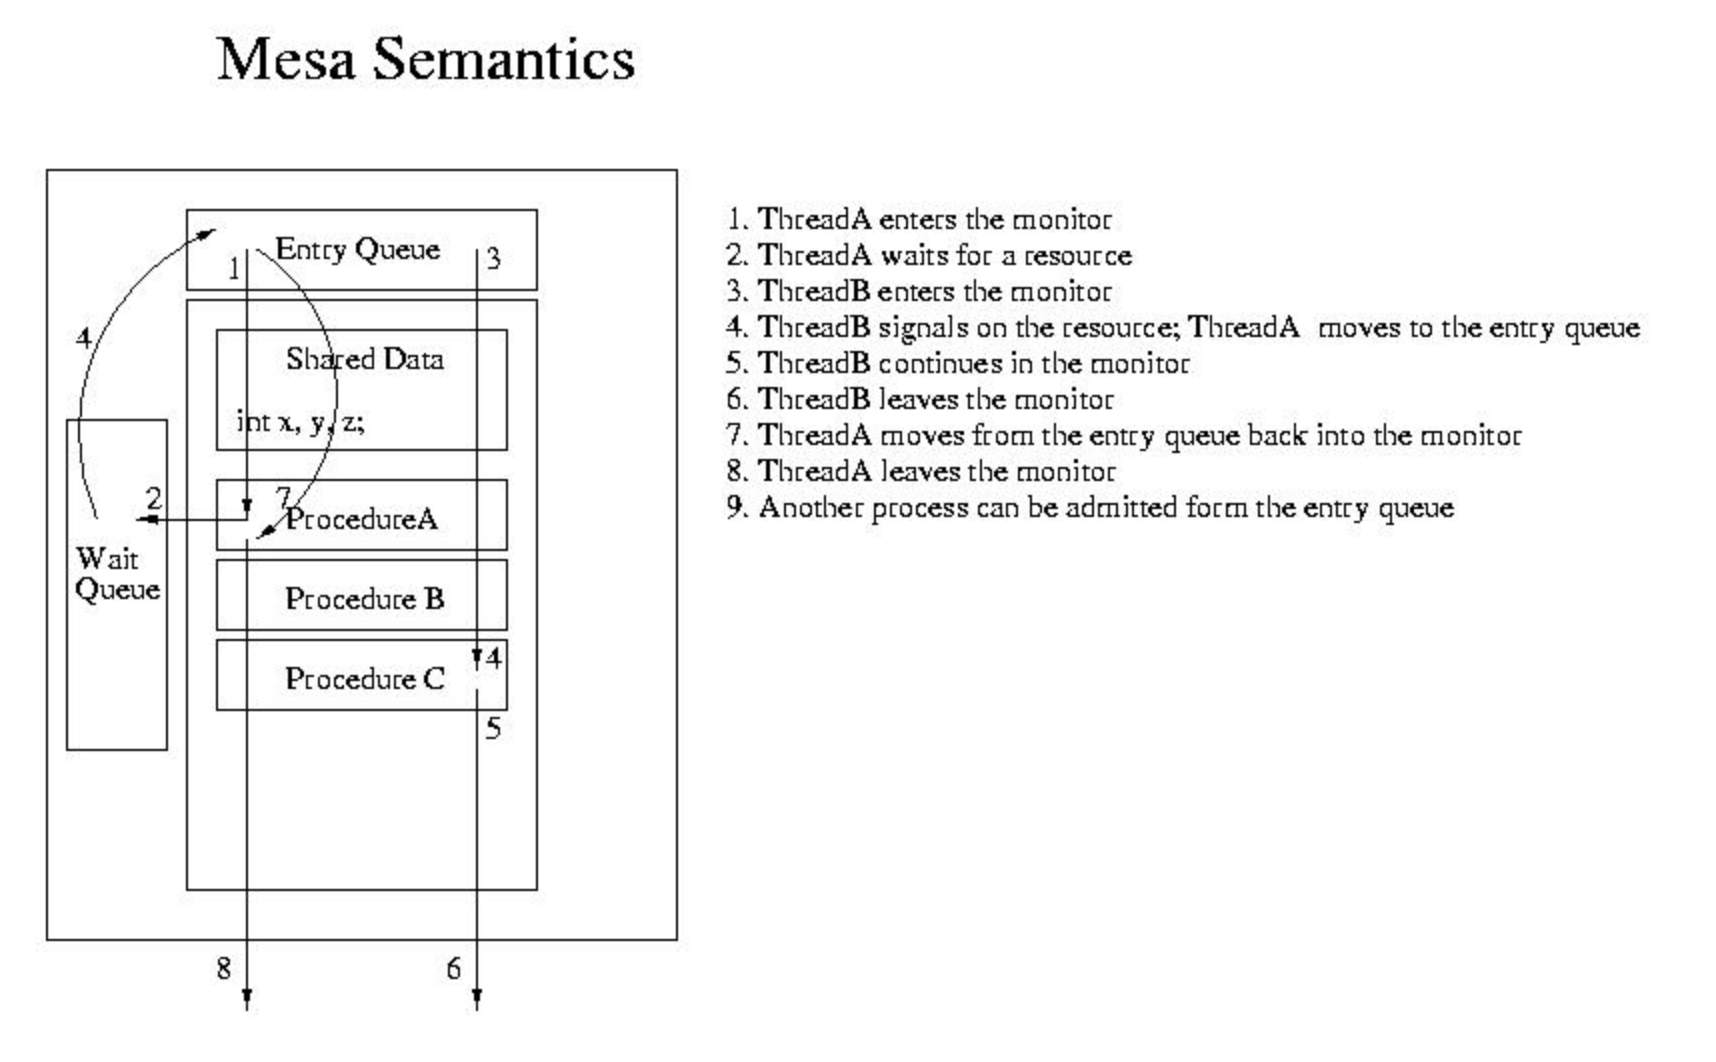 Mesa Semantics
Entry Queue
1
3
4
Shared Data
int x, y, z;
2
7
ProcedureA
Wait
Queue
Procedure B
4
Procedure C
5
8
6
1. ThreadA enters the monitor
2. ThreadA waits for a resource
3. ThreadB enters the monitor
4. ThreadB signals on the resource; ThreadA moves to the entry queue
5. ThreadB continues in the monitor
6. ThreadB leaves the monitor
7. ThreadA moves from the entry queue back into the monitor
8. ThreadA leaves the monitor
9. Another process can be admitted form the entry queue